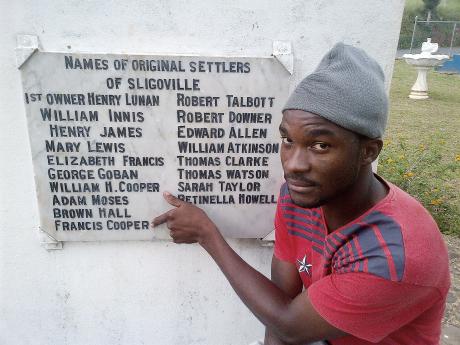 NAMES OF ORIGINAL SETTLERS
OF SLIGOVILLE
1ST OWNER HENRY LUNAN
WILLIAM INNIS
HENRY JAMES
MARY LEWIS
ELIZABETH FRANCIS
GEORGE GOBAN
WILLIAM H. COOPER
ADAM MOSES
BROWN HALL
FRANCIS COOPER
ROBERT TALBOTT
ROBERT DOWNER
EDWARD ALLEN
WILLIAM ATKINSON
THOMAS CLARKE
THOMAS WATSON
SARAH TAYLOR
RETINELLA HOWELL